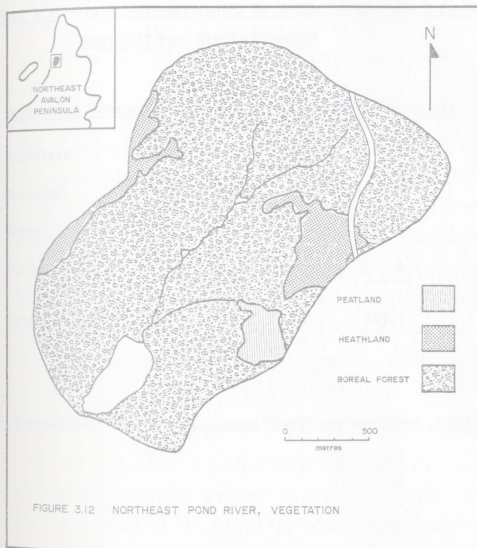 NORTHEAST
AVALON
PENINSULA
N
PEATLAND
HEATHLAND
BOREAL FOREST
0 500
metres
FIGURE 3.12 NORTHEAST POND RIVER, VEGETATION